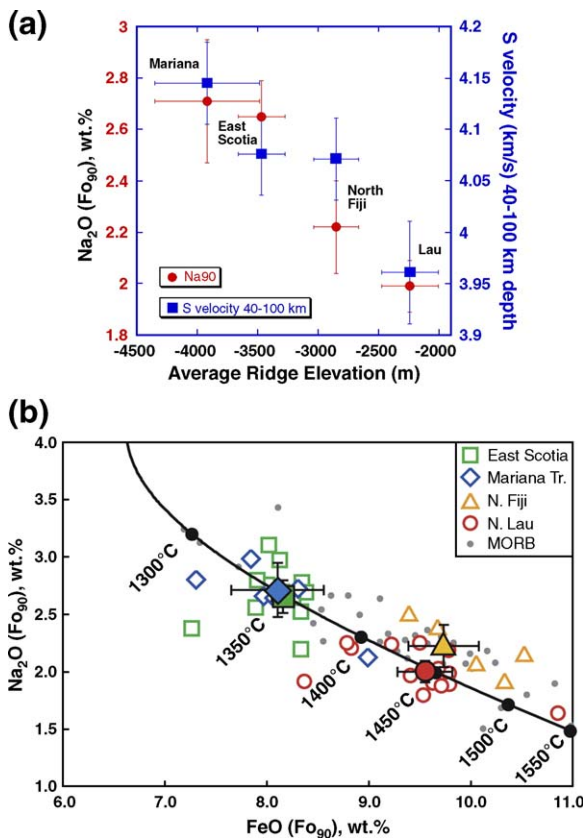 (a)
Na₂O (Fo₉₀), wt.%
3
2.8
2.6
2.4
2.2
2
1.8
4.2
4.15
4.1
4.05
4
3.95
3.9
S velocity (km/s) 40-100 km depth
Mariana
East
Scotia
North
Fiji
Lau
Na90
S velocity 40-100 km
-4500 -4000 -3500 -3000 -2500 -2000
Average Ridge Elevation (m)
(b)
Na₂O (Fo₉₀), wt.%
4.0
3.5
3.0
2.5
2.0
1.5
1.0
East Scotia
Mariana Tr.
N. Fiji
N. Lau
MORB
1300°C
1350°C
1400°C
1450°C
1500°C
1550°C
6.0 7.0 8.0 9.0 10.0 11.0
FeO (Fo₉₀), wt.%